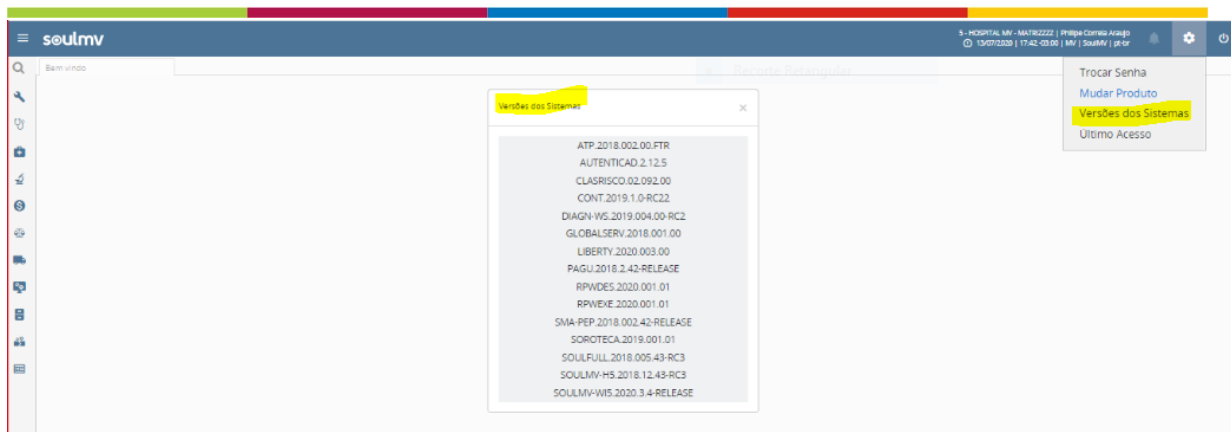 soulmv
5 - HOSPITAL MV - MATRIZZZZ | Philipe Correia Araujo
13/07/2020 | 17:42 -03:00 | MV | SoulMV | pt-br
Bem vindo
Recorte Retangular
Trocar Senha
Mudar Produto
Versões dos Sistemas
Último Acesso
Versões dos Sistemas
×
ATP.2018.002.00.FTR
AUTENTICAD.2.12.5
CLASRISCO.02.092.00
CONT.2019.1.0-RC22
DIAGN-WS.2019.004.00-RC2
GLOBALSERV.2018.001.00
LIBERTY.2020.003.00
PAGU.2018.2.42-RELEASE
RPWDES.2020.001.01
RPWEXE.2020.001.01
SMA-PEP.2018.002.42-RELEASE
SOROTECA.2019.001.01
SOULFULL.2018.005.43-RC3
SOULMV-H5.2018.12.43-RC3
SOULMV-WI5.2020.3.4-RELEASE